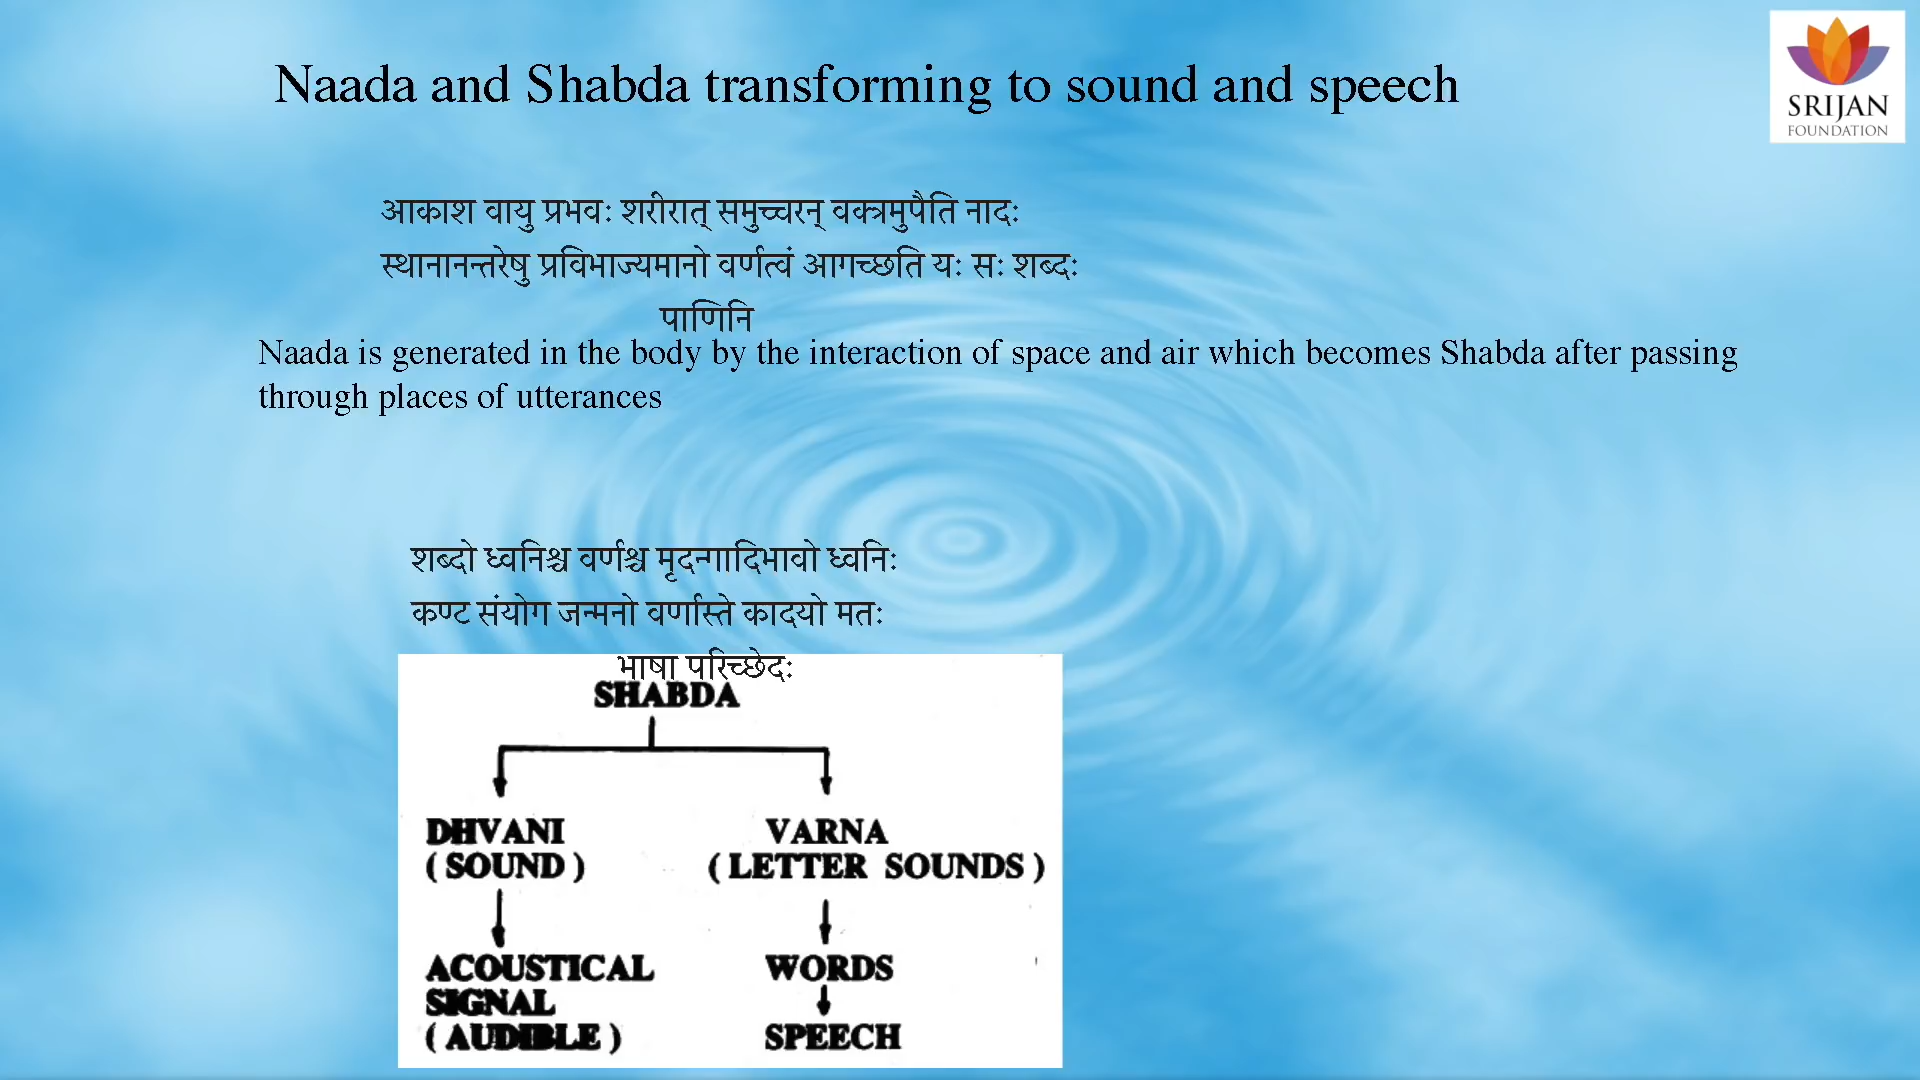 Naada and Shabda transforming to sound and speech
SRIJAN
FOUNDATION
आकाश वायु प्रभवः शरीरात् समुच्चरन् वक्त्रमुपैति नादः
स्थानानन्तरेषु प्रविभाज्यमानो वर्णत्वं आगच्छति यः सः शब्दः
पाणिनि
Naada is generated in the body by the interaction of space and air which becomes Shabda after passing
through places of utterances
शब्दो ध्वनिश्च वर्णश्च मृदन्गादिभावो ध्वनिः
कण्ट संयोग जन्मनो वर्णास्ते कादयो मतः
भाषा परिच्छेदः
SHABDA
DHVANI
(SOUND)
ACOUSTICAL
SIGNAL
(AUDIBLE)
VARNA
(LETTER SOUNDS)
WORDS
SPEECH